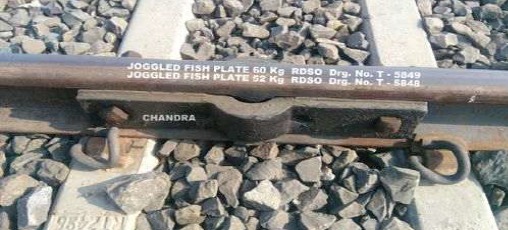 JOGGLED FISH PLATE 60 Kg RDSO Drg. No. T - 5849
JOGGLED FISH PLATE 52 Kg RDSO Drg. No. T - 5848
CHANDRA